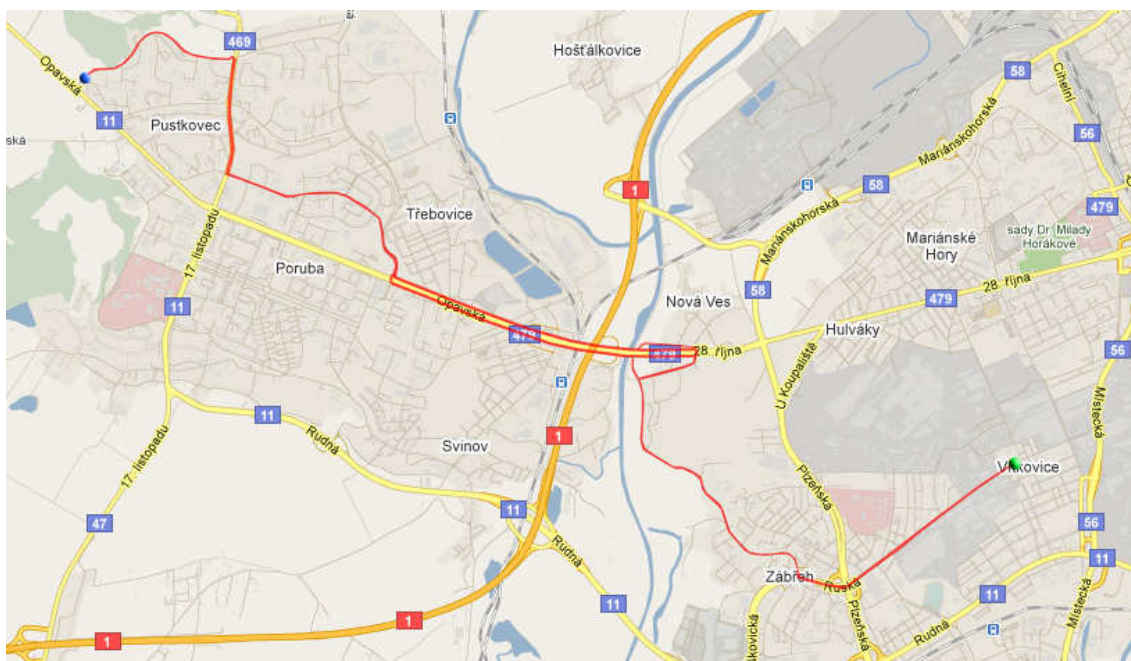 Hošťálkovice
469
58
Cihelní
Opavská
11
Pustkovec
56
ská
Mariánskohorská
1
58
479
17. listopadu
Třebovice
sady Dr. Milady
Horákové
Mariánské
Hory
Mariánskohorská
Poruba
58
28. října
479
Opavská
Nová Ves
11
479
479
28. října
Hulváky
56
U Koupaliště
Místecká
11
Rudná
Svinov
1
Vítkovice
17. listopadu
Plzeňská
47
11
56
Rudná
11
Zábřeh
Ruská
11
11
Plzeňská
Rudná
Místecká
1
1